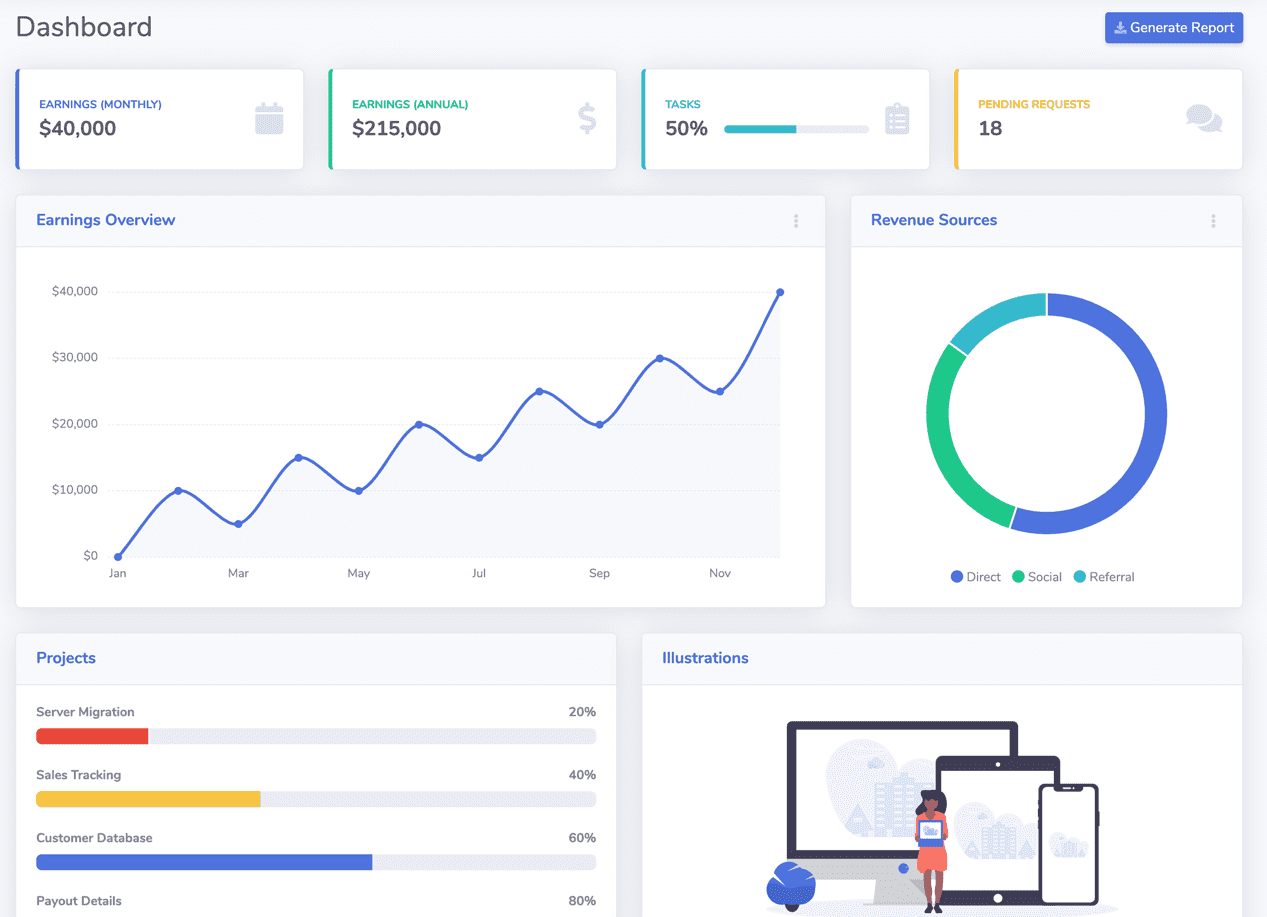 Dashboard
Generate Report
EARNINGS (MONTHLY)
$40,000
EARNINGS (ANNUAL)
$215,000
TASKS
50%
PENDING REQUESTS
18
Earnings Overview
$40,000
$30,000
$20,000
$10,000
$0
Jan Mar May Jul Sep Nov
Revenue Sources
Direct Social Referral
Projects
Server Migration 20%
Sales Tracking 40%
Customer Database 60%
Payout Details 80%
Illustrations